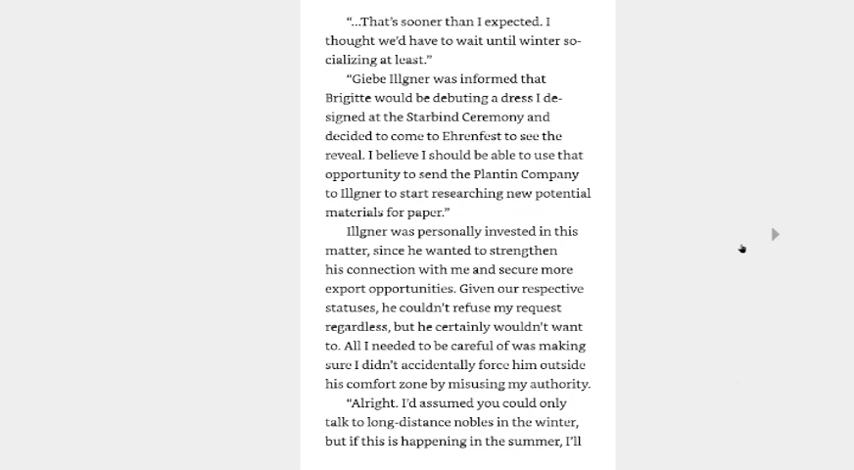 “…That’s sooner than I expected. I
thought we’d have to wait until winter so-
cializing at least.”
“Giebe Illgner was informed that
Brigitte would be debuting a dress I de-
signed at the Starbind Ceremony and
decided to come to Ehrenfest to see the
reveal. I believe I should be able to use that
opportunity to send the Plantin Company
to Illgner to start researching new potential
materials for paper.”
Illgner was personally invested in this
matter, since he wanted to strengthen
his connection with me and secure more
export opportunities. Given our respective
statuses, he couldn’t refuse my request
regardless, but he certainly wouldn’t want
to. All I needed to be careful of was making
sure I didn’t accidentally force him outside
his comfort zone by misusing my authority.
“Alright. I’d assumed you could only
talk to long-distance nobles in the winter,
but if this is happening in the summer, I’ll